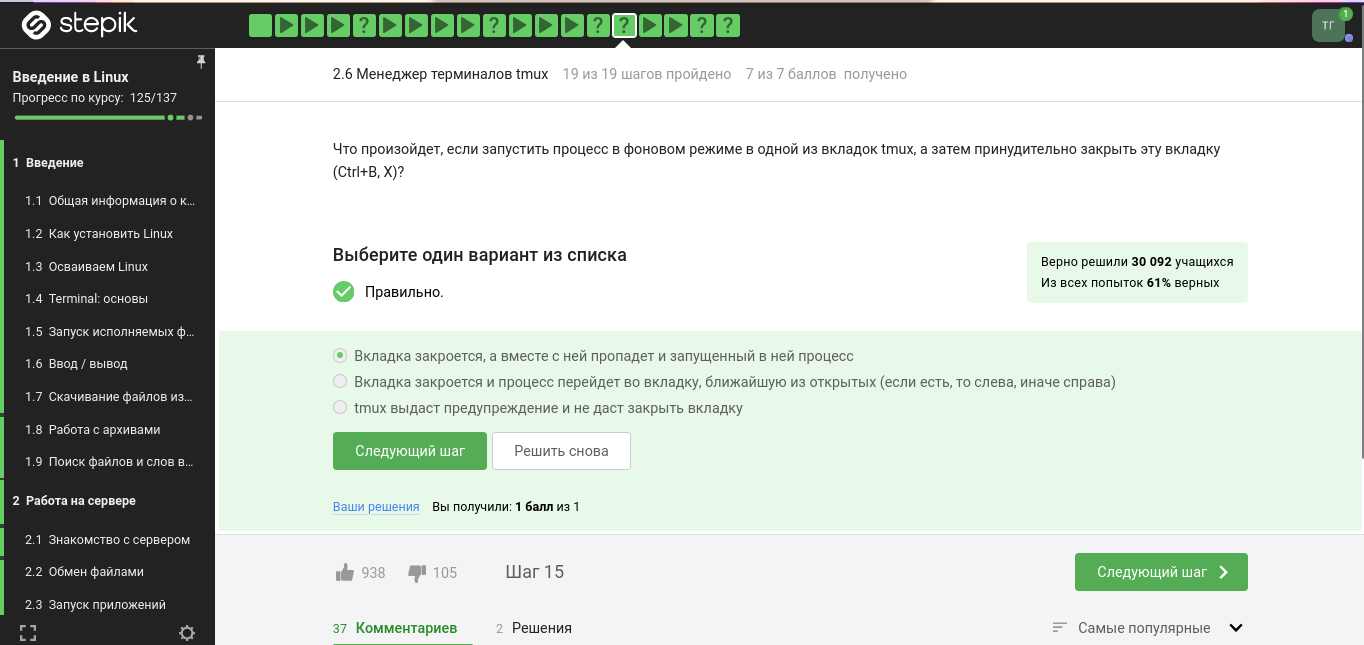 stepik
? ? ? ? ? ?
ТГ
1
Введение в Linux
Прогресс по курсу: 125/137
1 Введение
1.1 Общая информация о к...
1.2 Как установить Linux
1.3 Осваиваем Linux
1.4 Terminal: основы
1.5 Запуск исполняемых ф...
1.6 Ввод / вывод
1.7 Скачивание файлов из...
1.8 Работа с архивами
1.9 Поиск файлов и слов в...
2 Работа на сервере
2.1 Знакомство с сервером
2.2 Обмен файлами
2.3 Запуск приложений
2.6 Менеджер терминалов tmux 19 из 19 шагов пройдено 7 из 7 баллов получено
Что произойдет, если запустить процесс в фоновом режиме в одной из вкладок tmux, а затем принудительно закрыть эту вкладку
(Ctrl+B, X)?
Выберите один вариант из списка
Правильно.
Верно решили 30 092 учащихся
Из всех попыток 61% верных
Вкладка закроется, а вместе с ней пропадет и запущенный в ней процесс
Вкладка закроется и процесс перейдет во вкладку, ближайшую из открытых (если есть, то слева, иначе справа)
tmux выдаст предупреждение и не даст закрыть вкладку
Следующий шаг Решить снова
Ваши решения Вы получили: 1 балл из 1
938 105 Шаг 15 Следующий шаг
37 Комментариев 2 Решения Самые популярные